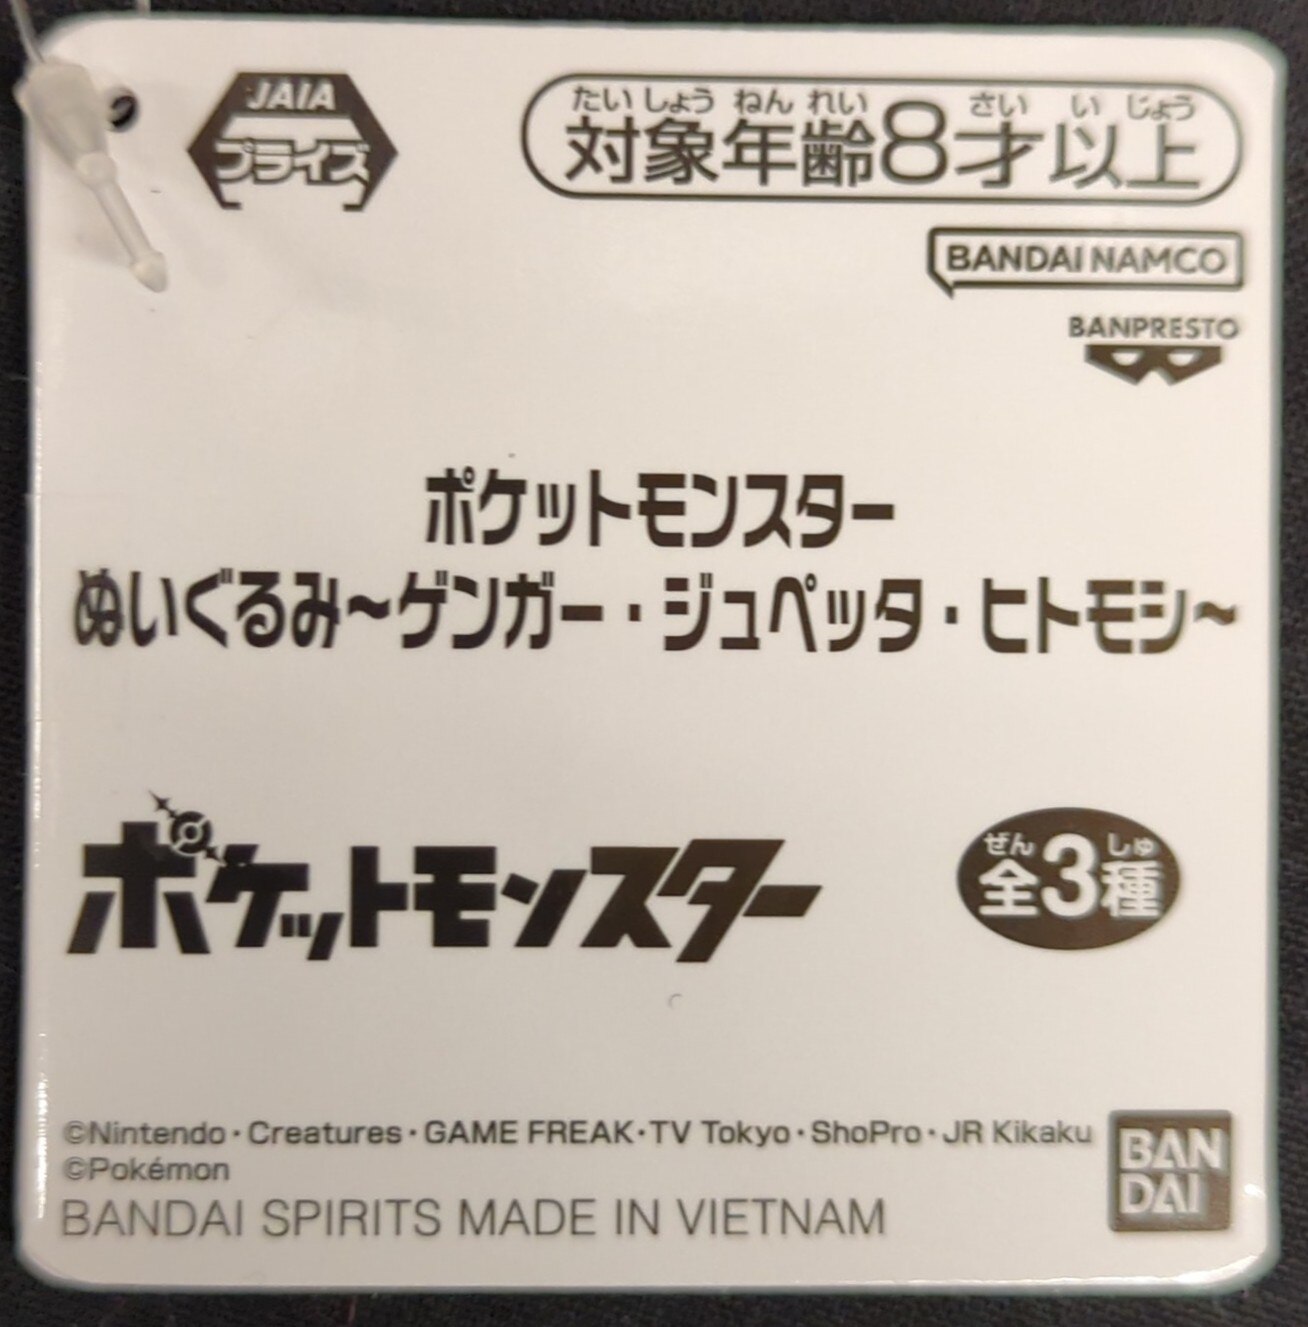 JAIA
プライズ
たいしょうねんれい さいいじょう
対象年齢8才以上
BANDAI NAMCO
BANPRESTO
ポケットモンスター
ぬいぐるみ～ゲンガー・ジュペッタ・ヒトモシ～
ポケットモンスター
ぜん しゅ
全3種
©Nintendo・Creatures・GAME FREAK・TV Tokyo・ShoPro・JR Kikaku
©Pokémon
BANDAI SPIRITS MADE IN VIETNAM
BAN
DAI